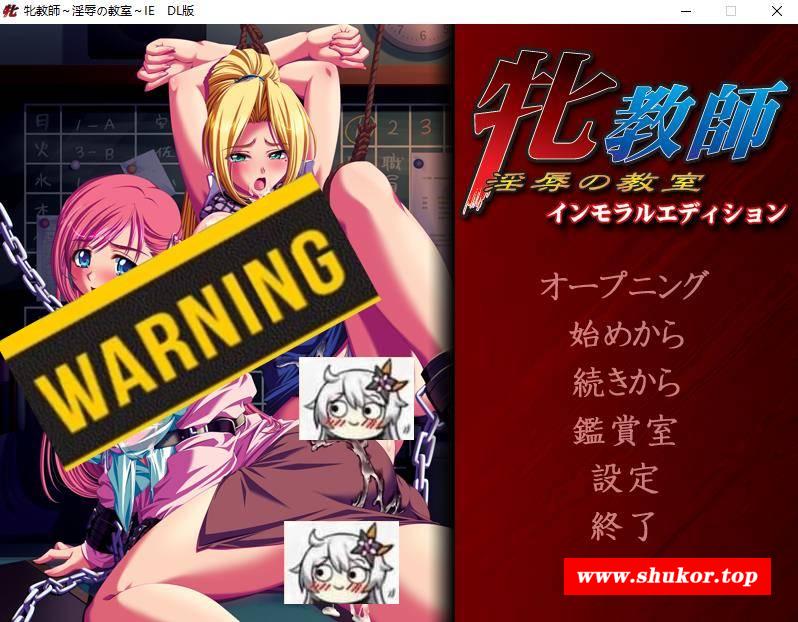 牝教師～淫辱の教室～IE DL版
日 1-A
火 3-B 佐
水
2 3
職
WARNING
牝教師
淫辱の教室
インモラルエディション
オープニング
始めから
続きから
鑑賞室
設定
終了
www.shukor.top